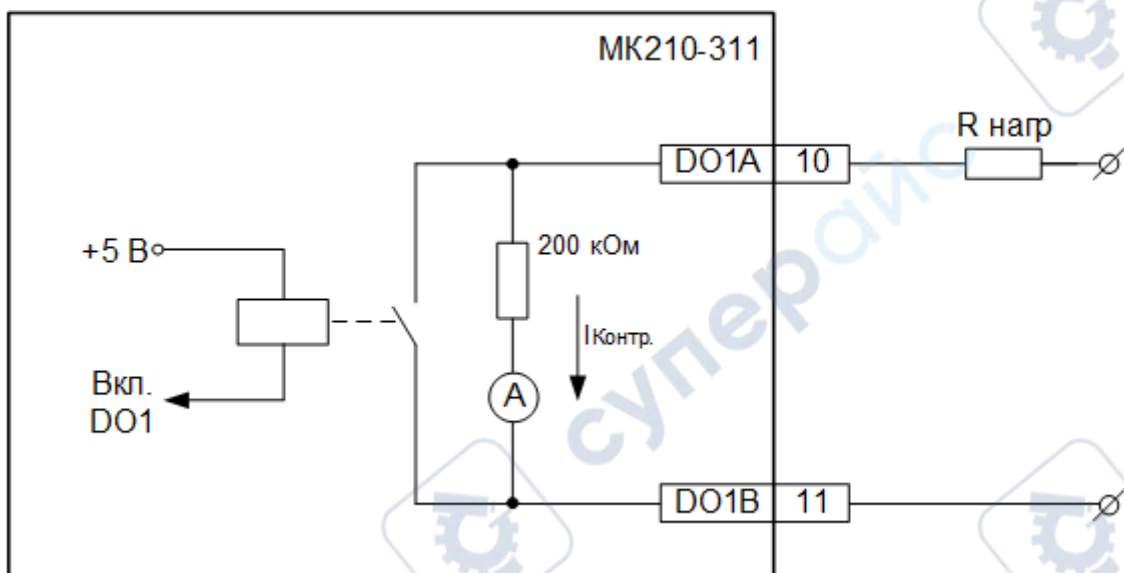 МК210-311
R нагр
DO1A 10
+5 В
200 кОм
Iконтр.
А
Вкл.
DO1
DO1B 11
суперайс